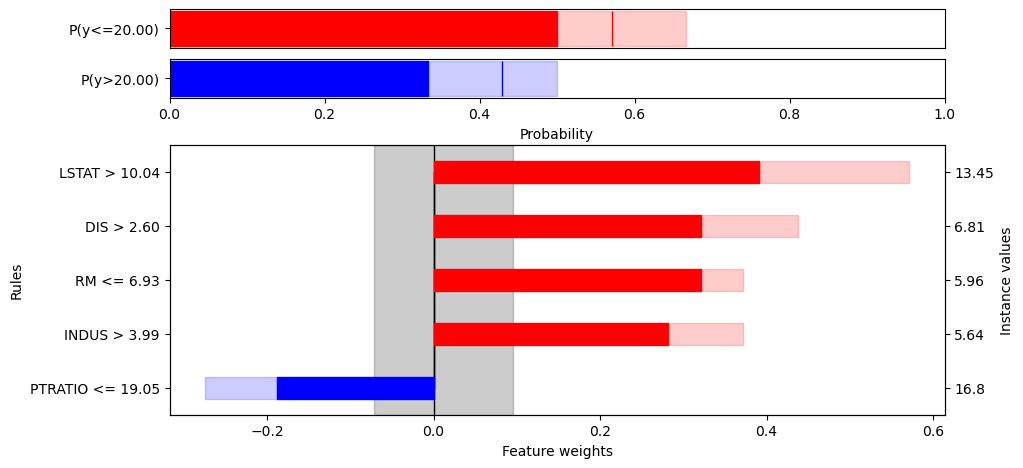 P(y<=20.00)
P(y>20.00)
0.0 0.2 0.4 0.6 0.8 1.0
Probability
LSTAT > 10.04 13.45
DIS > 2.60 6.81
RM <= 6.93 5.96
INDUS > 3.99 5.64
PTRATIO <= 19.05 16.8
Rules
Instance values
−0.2 0.0 0.2 0.4 0.6
Feature weights